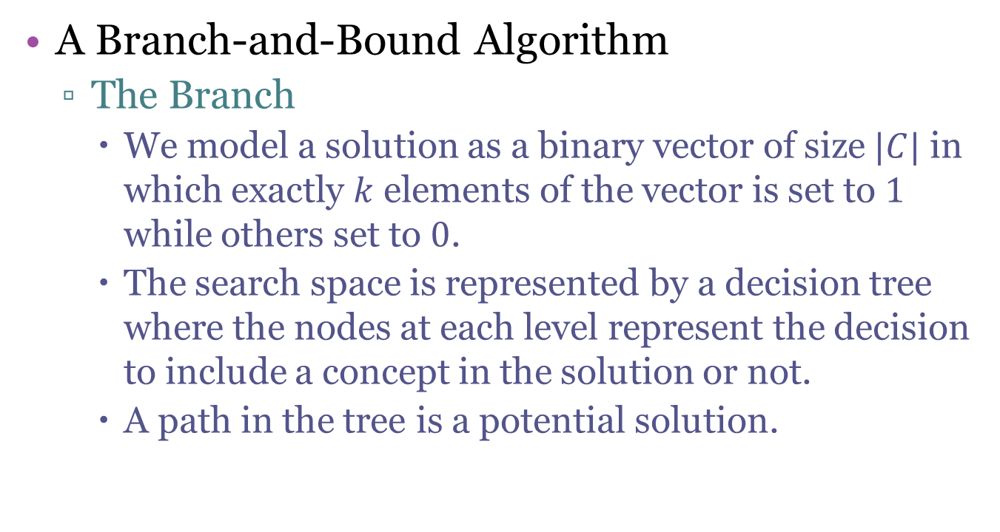 • A Branch-and-Bound Algorithm
▫ The Branch
• We model a solution as a binary vector of size |C| in
which exactly k elements of the vector is set to 1
while others set to 0.
• The search space is represented by a decision tree
where the nodes at each level represent the decision
to include a concept in the solution or not.
• A path in the tree is a potential solution.